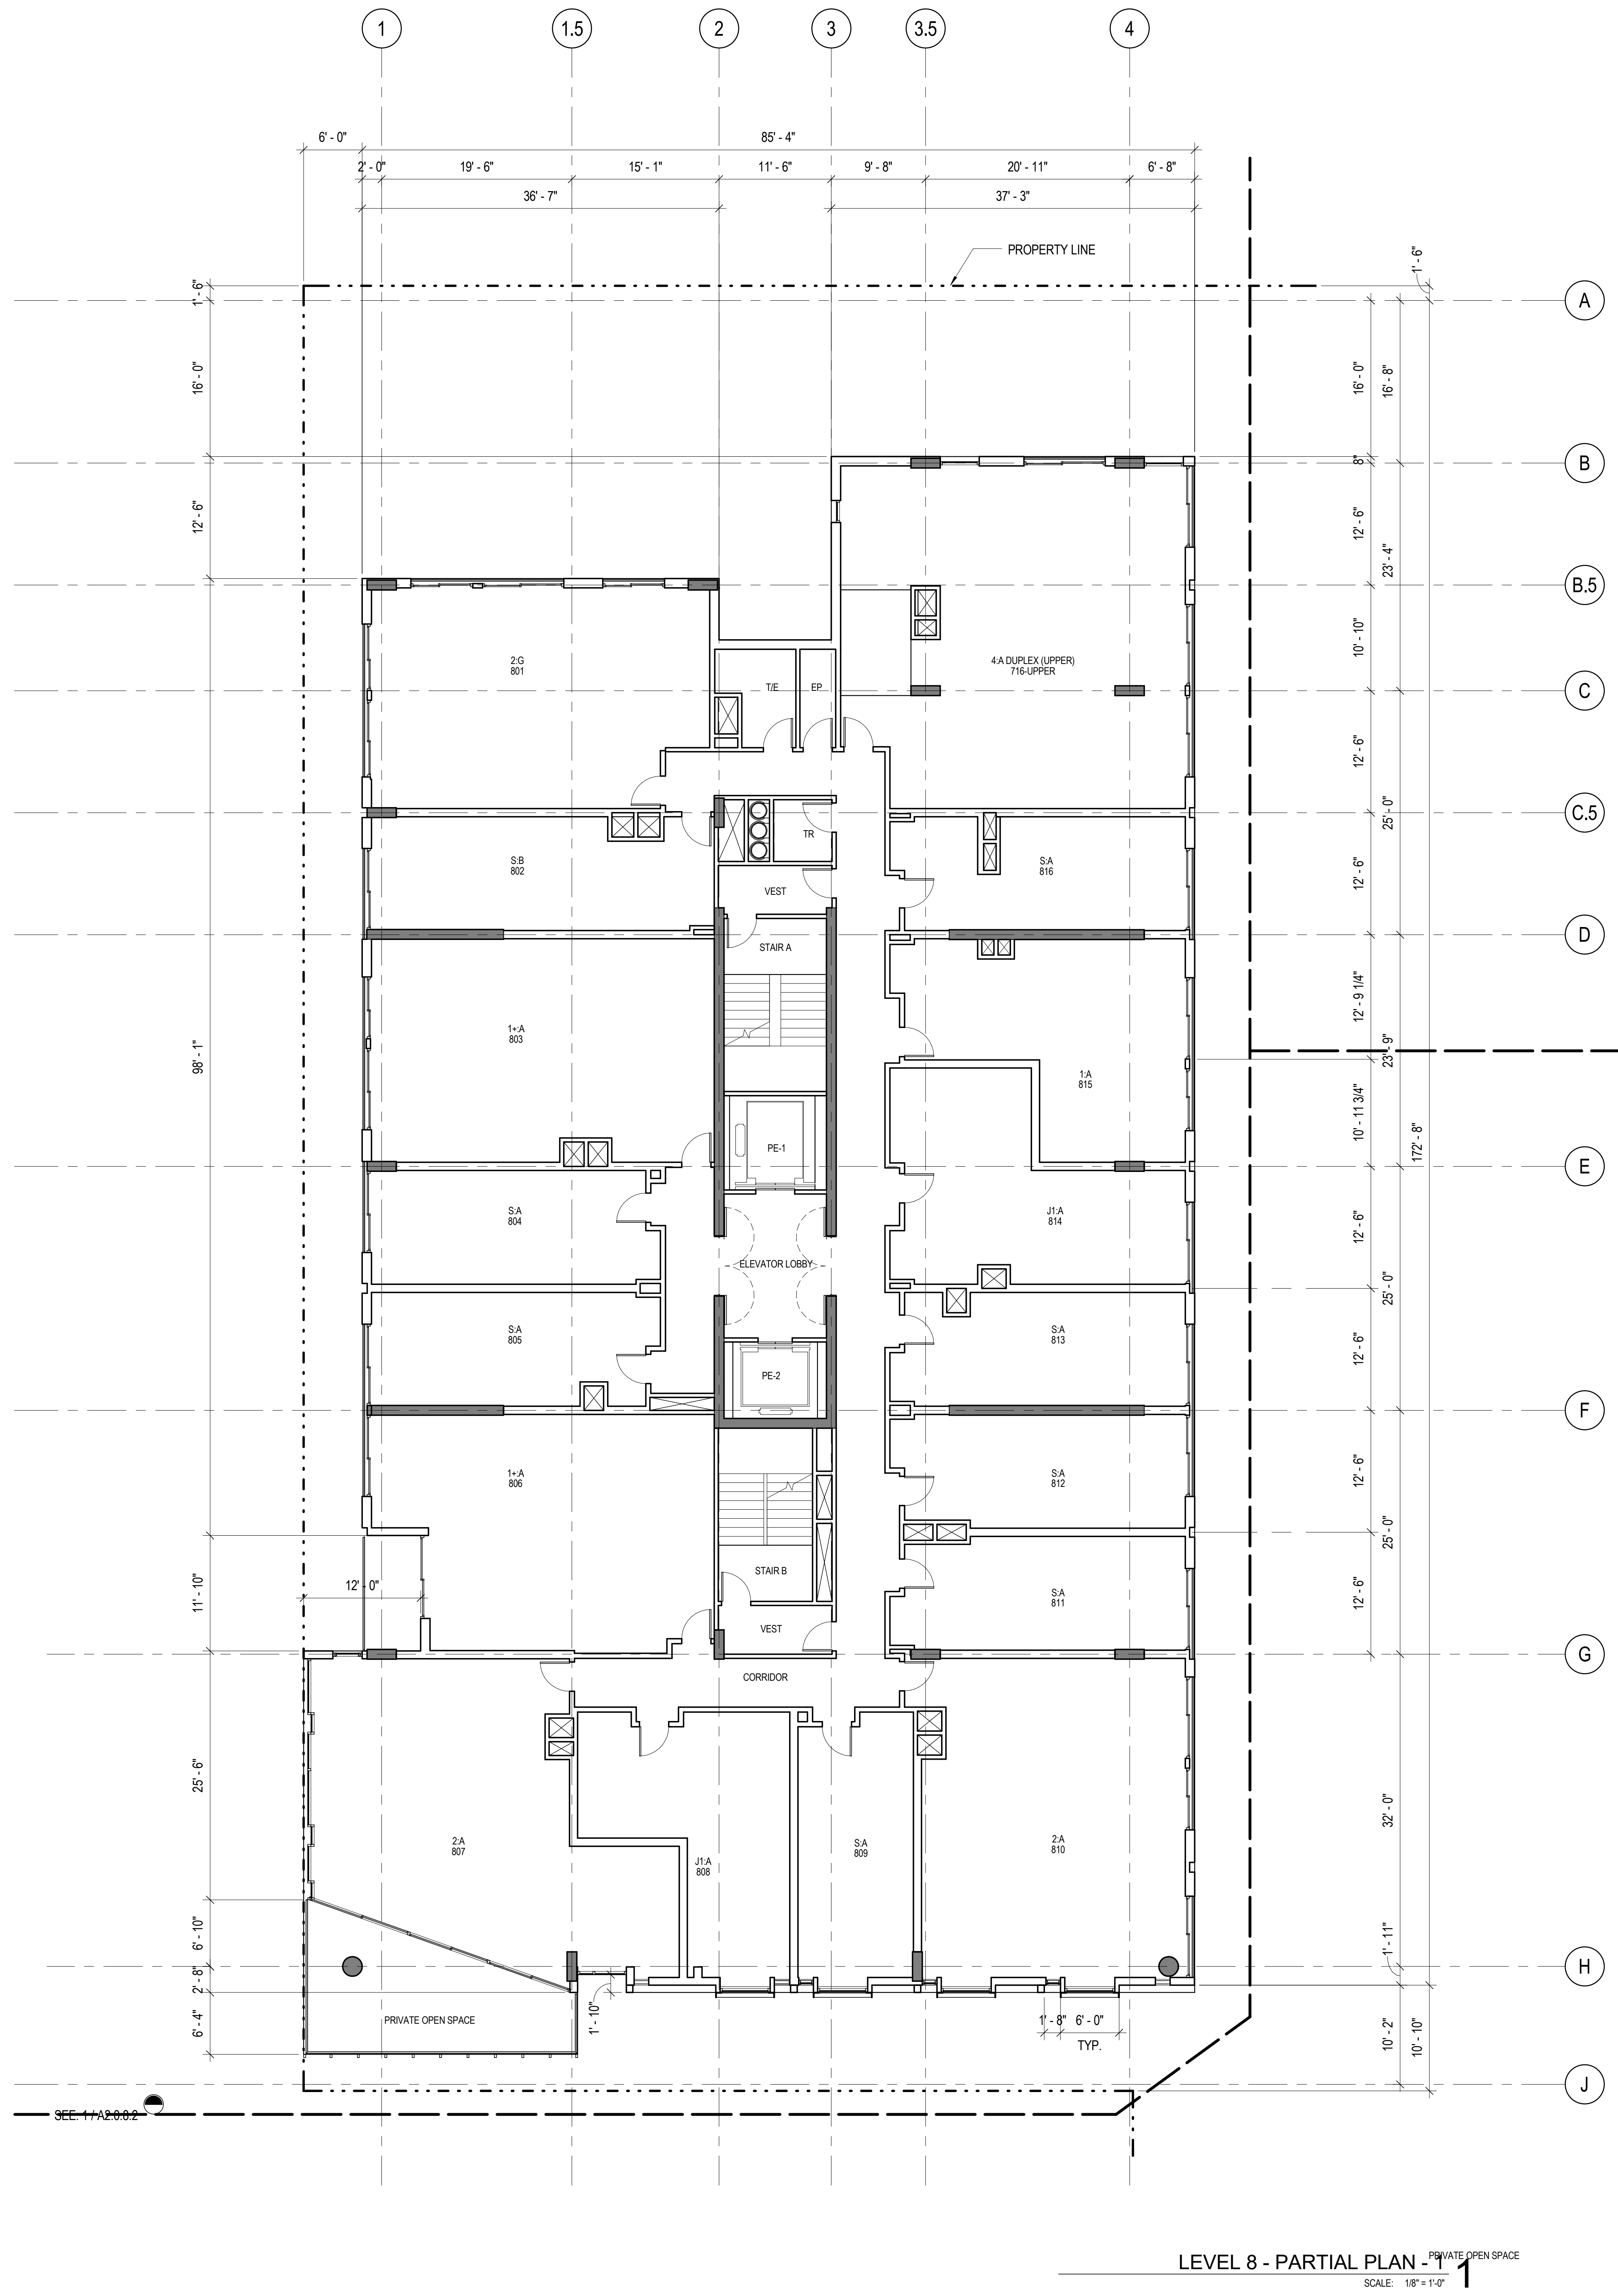 1
1.5
2
3
3.5
4
6' - 0"
85' - 4"
2' - 0"
19' - 6"
15' - 1"
11' - 6"
9' - 8"
20' - 11"
6' - 8"
36' - 7"
37' - 3"
PROPERTY LINE
1' - 6"
1' - 6"
A
16' - 0"
16' - 0"
16' - 8"
8"
B
12' - 6"
12' - 6"
23' - 4"
B.5
10' - 10"
2:G
801
T/E
EP
4:A DUPLEX (UPPER)
716-UPPER
C
12' - 6"
25' - 0"
C.5
TR
S:B
802
S:A
816
12' - 6"
VEST
D
STAIR A
12' - 9 1/4"
1+:A
803
98' - 1"
23' - 9"
1:A
815
10' - 11 3/4"
172' - 8"
PE-1
E
S:A
804
J1:A
814
12' - 6"
ELEVATOR LOBBY
25' - 0"
S:A
805
S:A
813
12' - 6"
PE-2
F
1+:A
806
S:A
812
12' - 6"
25' - 0"
STAIR B
12' - 0"
11' - 10"
S:A
811
12' - 6"
VEST
G
CORRIDOR
25' - 6"
32' - 0"
2:A
807
J1:A
808
S:A
809
2:A
810
6' - 10"
1' - 11"
H
2' - 8"
6' - 4"
PRIVATE OPEN SPACE
1' - 10"
1' - 8"
6' - 0"
TYP.
10' - 2"
10' - 10"
J
SEE: 1 / A2.0.0.2
LEVEL 8 - PARTIAL PLAN - 1
PRIVATE OPEN SPACE
1
SCALE: 1/8" = 1'-0"